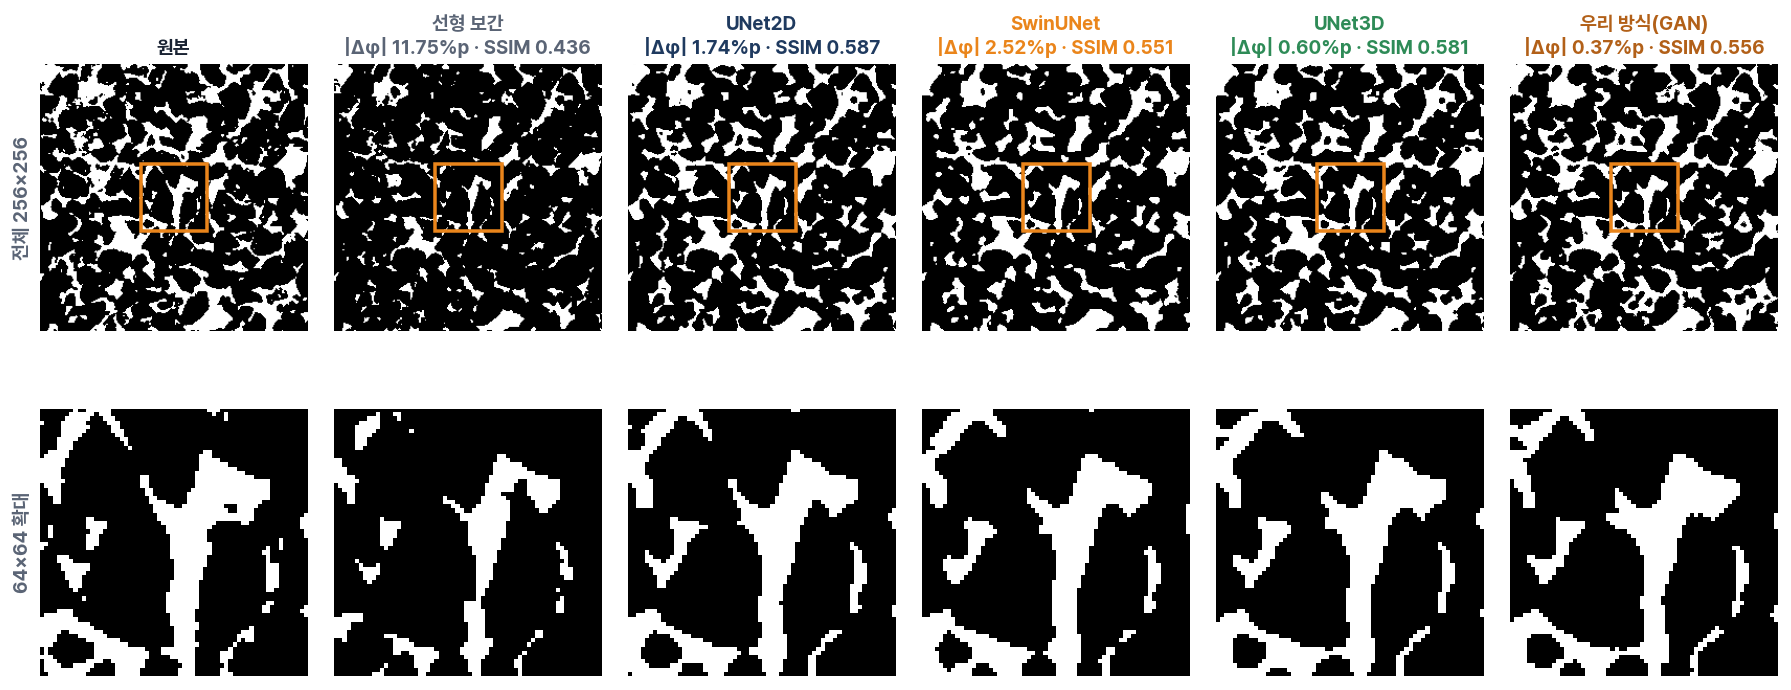 원본
선형 보간
|Δφ| 11.75%p · SSIM 0.436
UNet2D
|Δφ| 1.74%p · SSIM 0.587
SwinUNet
|Δφ| 2.52%p · SSIM 0.551
UNet3D
|Δφ| 0.60%p · SSIM 0.581
우리 방식(GAN)
|Δφ| 0.37%p · SSIM 0.556
전체 256×256
64×64 확대